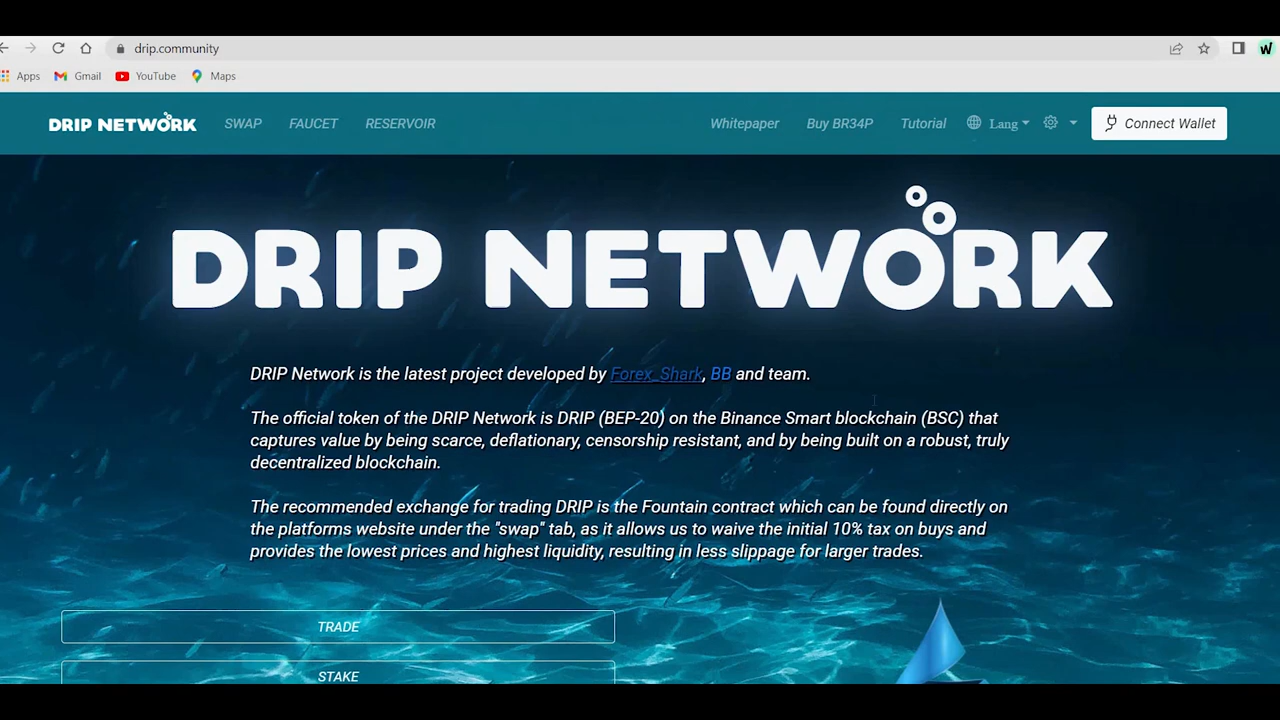 drip.community
W
Apps Gmail YouTube Maps
DRIP NETWORK SWAP FAUCET RESERVOIR Whitepaper Buy BR34P Tutorial Lang Connect Wallet
DRIP NETWORK
DRIP Network is the latest project developed by Forex_Shark, BB and team.
The official token of the DRIP Network is DRIP (BEP-20) on the Binance Smart blockchain (BSC) that
captures value by being scarce, deflationary, censorship resistant, and by being built on a robust, truly
decentralized blockchain.
The recommended exchange for trading DRIP is the Fountain contract which can be found directly on
the platforms website under the "swap" tab, as it allows us to waive the initial 10% tax on buys and
provides the lowest prices and highest liquidity, resulting in less slippage for larger trades.
TRADE
STAKE